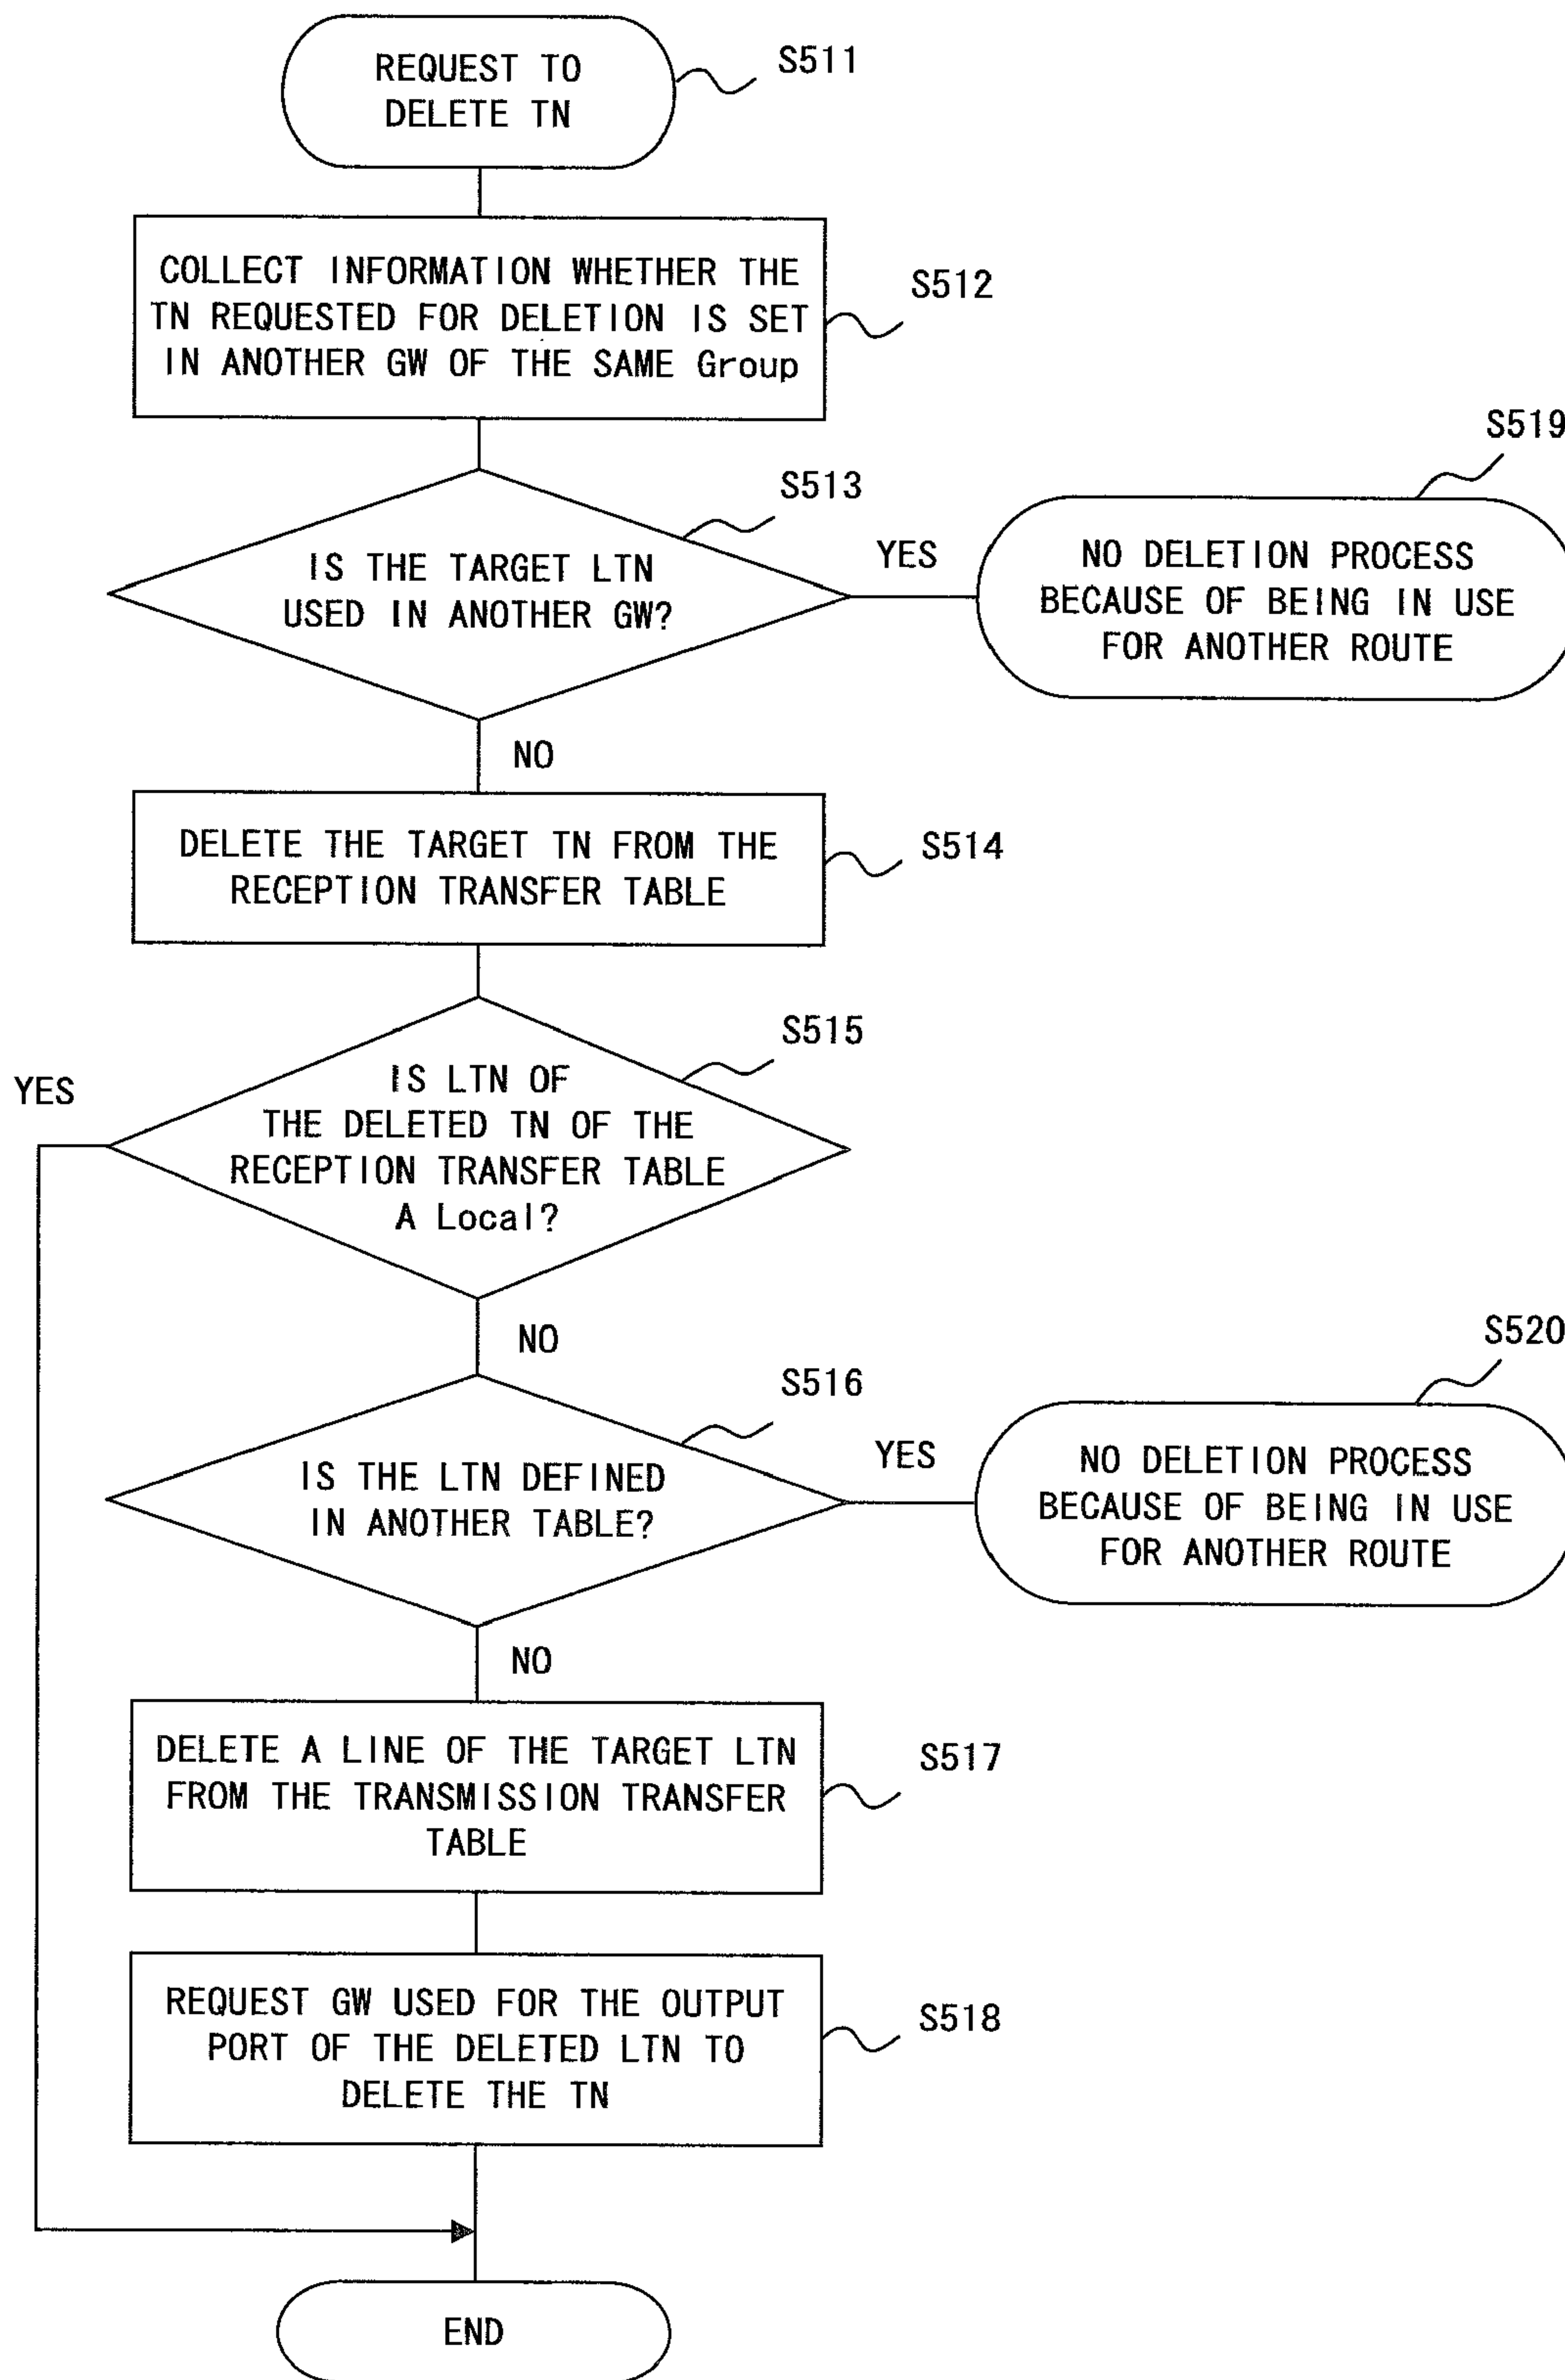 REQUEST TO
DELETE TN
S511
COLLECT INFORMATION WHETHER THE
TN REQUESTED FOR DELETION IS SET
IN ANOTHER GW OF THE SAME Group
S512
IS THE TARGET LTN
USED IN ANOTHER GW?
S513
YES
NO DELETION PROCESS
BECAUSE OF BEING IN USE
FOR ANOTHER ROUTE
S519
NO
DELETE THE TARGET TN FROM THE
RECEPTION TRANSFER TABLE
S514
IS LTN OF
THE DELETED TN OF THE
RECEPTION TRANSFER TABLE
A Local?
S515
YES
NO
IS THE LTN DEFINED
IN ANOTHER TABLE?
S516
YES
NO DELETION PROCESS
BECAUSE OF BEING IN USE
FOR ANOTHER ROUTE
S520
NO
DELETE A LINE OF THE TARGET LTN
FROM THE TRANSMISSION TRANSFER
TABLE
S517
REQUEST GW USED FOR THE OUTPUT
PORT OF THE DELETED LTN TO
DELETE THE TN
S518
END